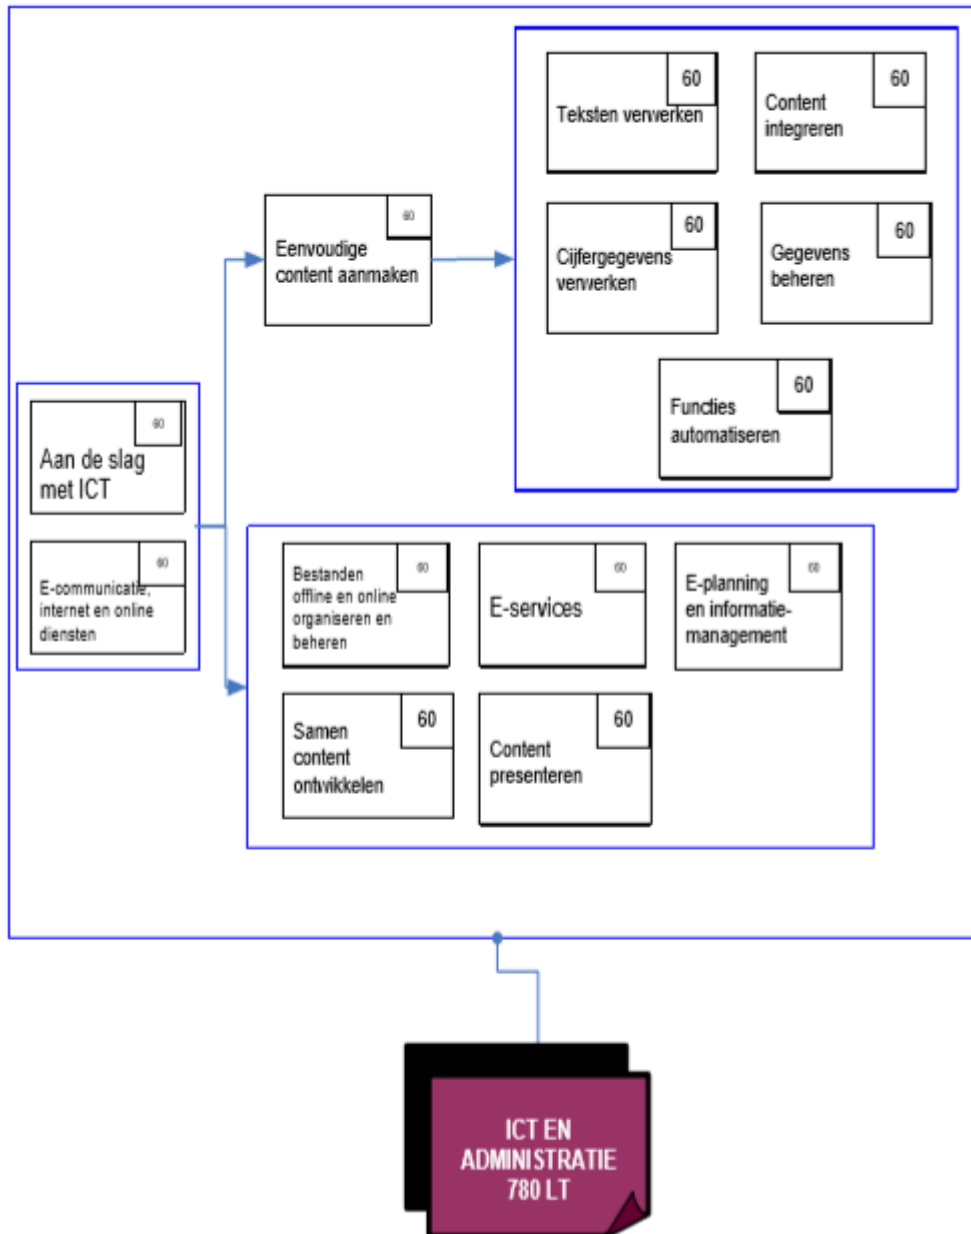 60
Teksten verwerken
60
Content
integreren
60
Eenvoudige
content aanmaken
60
Cijfergegevens
verwerken
60
Gegevens
beheren
60
Functies
automatiseren
60
Aan de slag
met ICT
60
E-communicatie,
internet en online
diensten
60
Bestanden
offline en online
organiseren en
beheren
60
E-services
60
E-planning
en informatie-
management
60
Samen
content
ontwikkelen
60
Content
presenteren
ICT EN
ADMINISTRATIE
780 LT